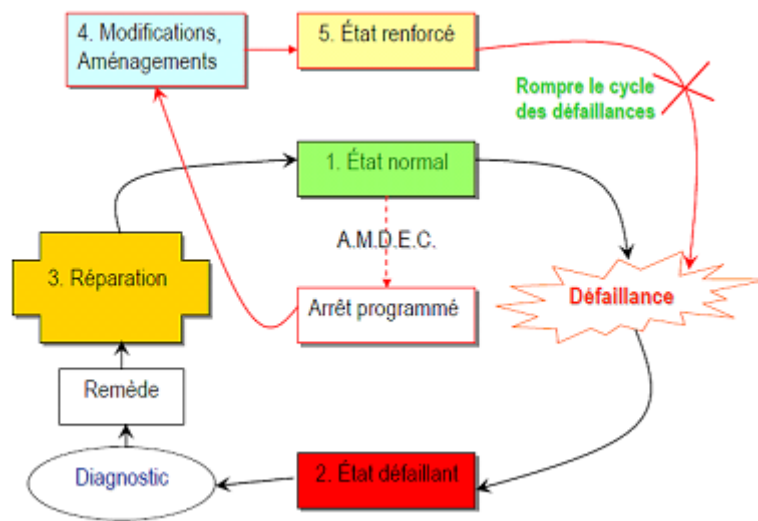 4. Modifications,
Aménagements
5. État renforcé
Rompre le cycle
des défaillances
1. État normal
A.M.D.E.C.
3. Réparation
Arrêt programmé
Défaillance
Remède
Diagnostic
2. État défaillant